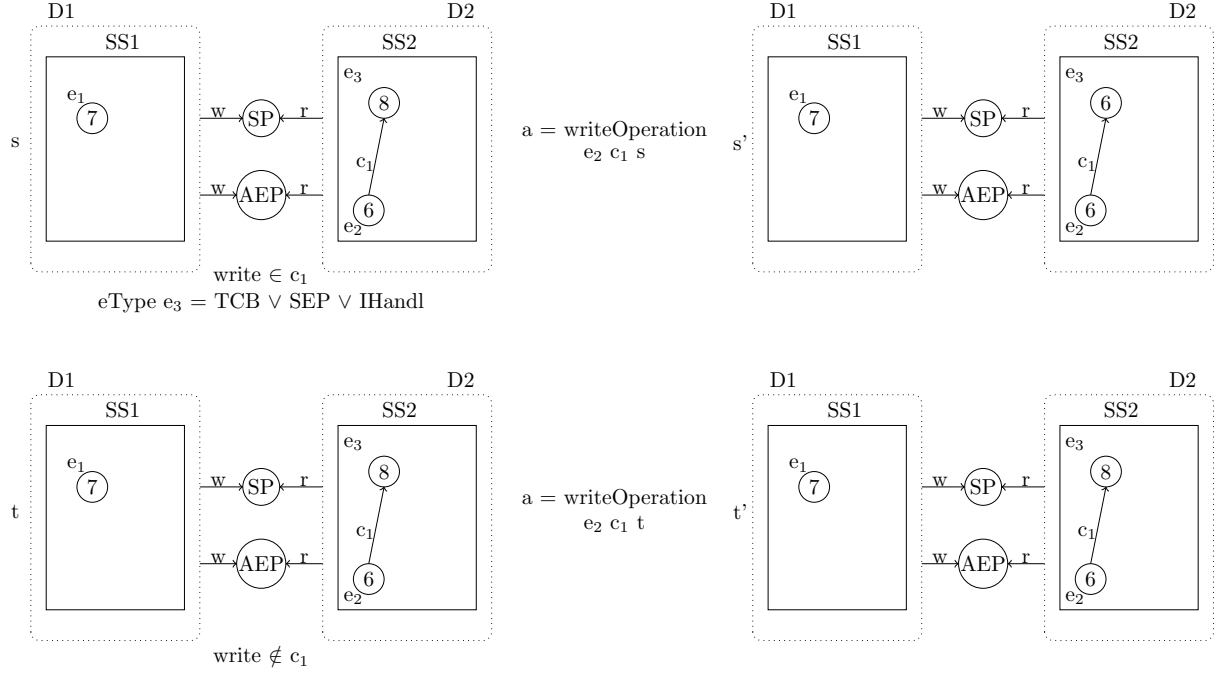 D1 D2 D1 D2
SS1 SS2 SS1 SS2
e₃ e₃
e₁ e₁
7 8 7 6
w SP r w SP r
a = writeOperation
e₂ c₁ s
s s'
c₁ c₁
w AEP r w AEP r
6 6
e₂ e₂
write ∈ c₁
eType e₃ = TCB ∨ SEP ∨ IHandl
D1 D2 D1 D2
SS1 SS2 SS1 SS2
e₃ e₃
e₁ e₁
7 8 7 8
w SP r w SP r
a = writeOperation
e₂ c₁ t
t t'
c₁ c₁
w AEP r w AEP r
6 6
e₂ e₂
write ∉ c₁